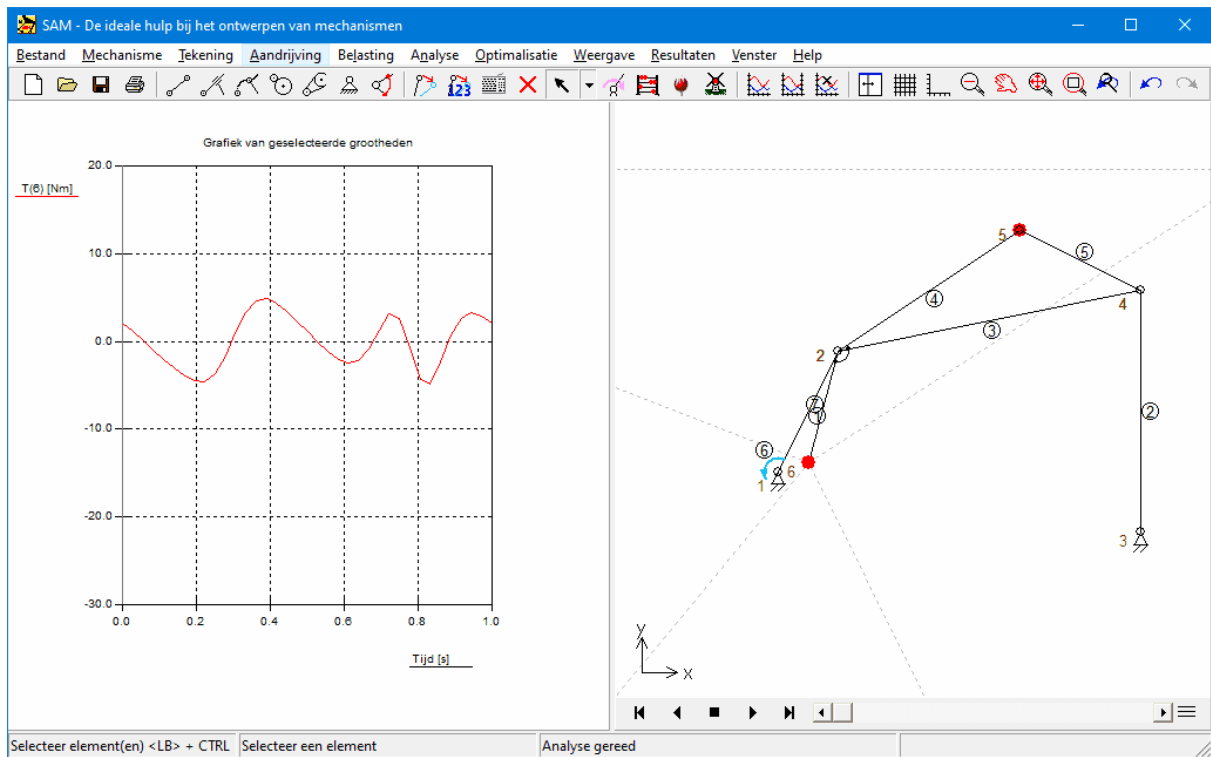 SAM - De ideale hulp bij het ontwerpen van mechanismen
Bestand Mechanisme Tekening Aandrijving Belasting Analyse Optimalisatie Weergave Resultaten Venster Help
123
Grafiek van geselecteerde grootheden
T(6) [Nm]
20.0
10.0
0.0
-10.0
-20.0
-30.0
0.0 0.2 0.4 0.6 0.8 1.0
Tijd [s]
5
5
4
4
3
2
7
1
2
6
6
1
3
y
x
Selecteer element(en) <LB> + CTRL Selecteer een element Analyse gereed